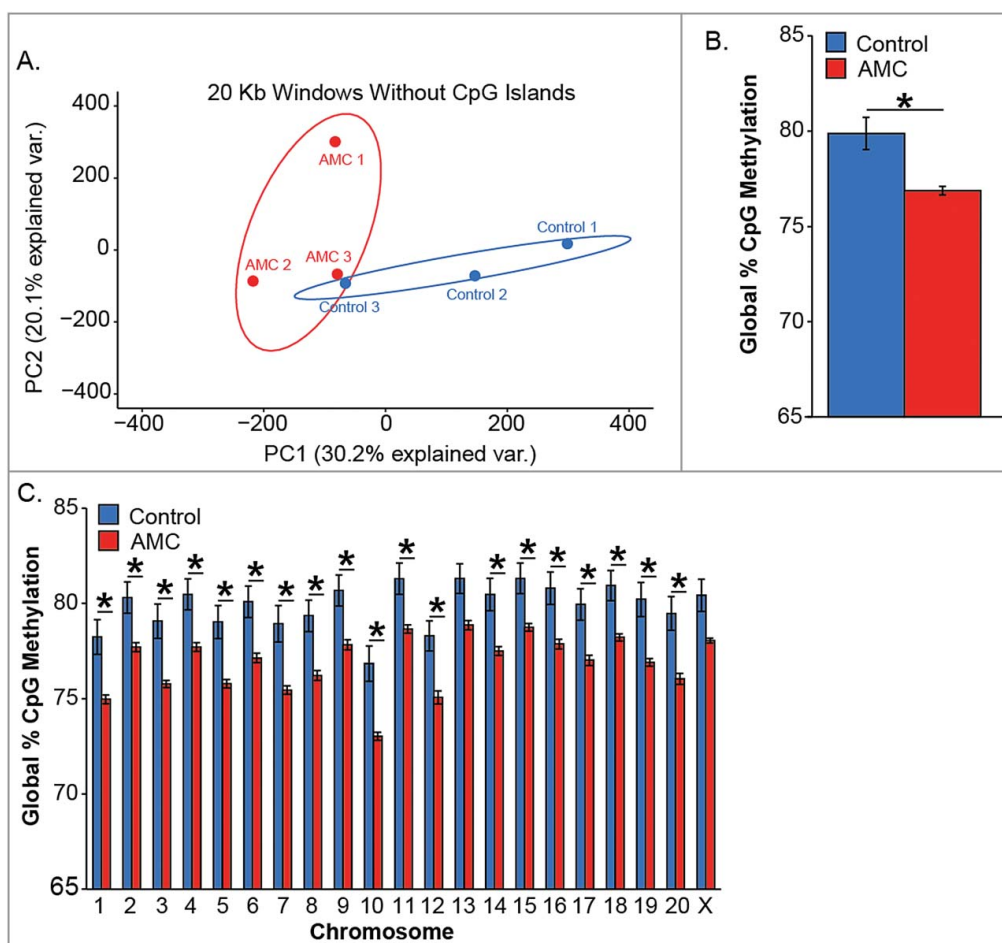 A.
20 Kb Windows Without CpG Islands
PC2 (20.1% explained var.)
400
200
0
−200
−400
AMC 1
AMC 2
AMC 3
Control 1
Control 2
Control 3
−400
−200
0
200
400
PC1 (30.2% explained var.)
B.
Global % CpG Methylation
85
80
75
70
65
Control
AMC
*
C.
Global % CpG Methylation
85
80
75
70
65
Control
AMC
* * * * * * * * * * * * * * * * * * *
1 2 3 4 5 6 7 8 9 10 11 12 13 14 15 16 17 18 19 20 X
Chromosome